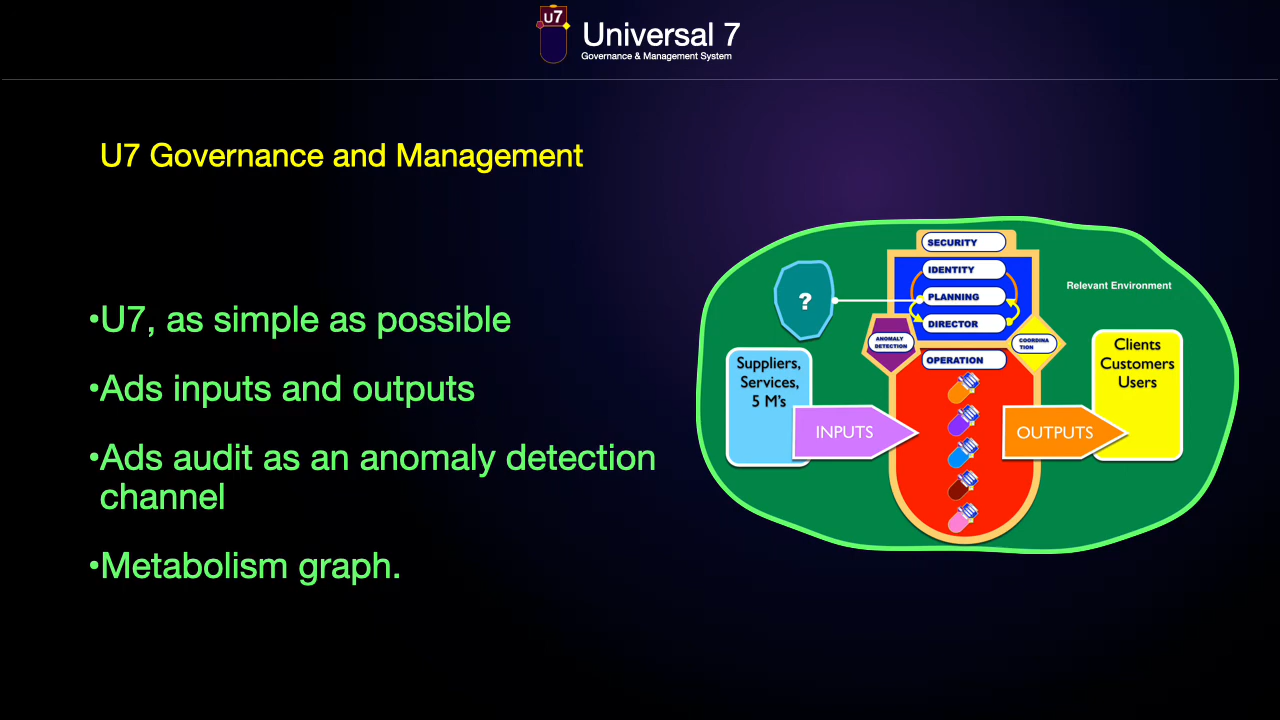 U7
Universal 7
Governance & Management System
U7 Governance and Management
•U7, as simple as possible
•Ads inputs and outputs
•Ads audit as an anomaly detection
channel
•Metabolism graph.
SECURITY
IDENTITY
PLANNING
DIRECTOR
OPERATION
?
Relevant Environment
ANOMALY
DETECTION
COORDINA
TION
Suppliers,
Services,
5 M's
INPUTS
OUTPUTS
Clients
Customers
Users